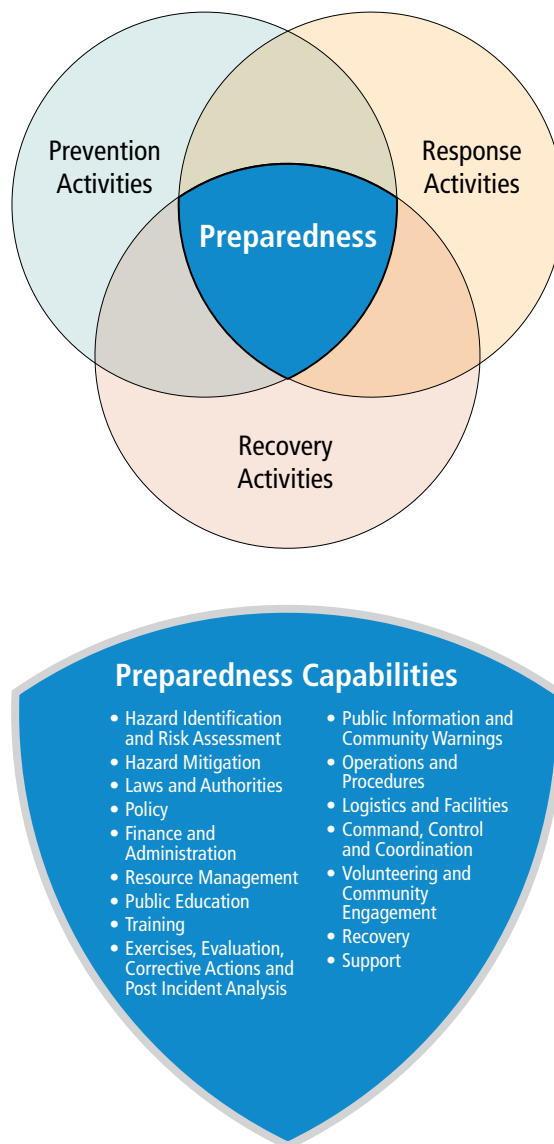 Prevention
Activities
Response
Activities
Preparedness
Recovery
Activities
Preparedness Capabilities
• Hazard Identification
and Risk Assessment
• Hazard Mitigation
• Laws and Authorities
• Policy
• Finance and
Administration
• Resource Management
• Public Education
• Training
• Exercises, Evaluation,
Corrective Actions and
Post Incident Analysis
• Public Information and
Community Warnings
• Operations and
Procedures
• Logistics and Facilities
• Command, Control
and Coordination
• Volunteering and
Community
Engagement
• Recovery
• Support